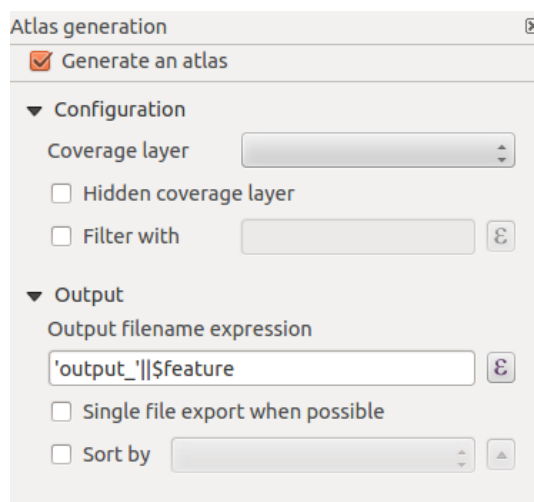 Atlas generation
Generate an atlas
Configuration
Coverage layer
Hidden coverage layer
Filter with ε
Output
Output filename expression
'output_'||$feature ε
Single file export when possible
Sort by